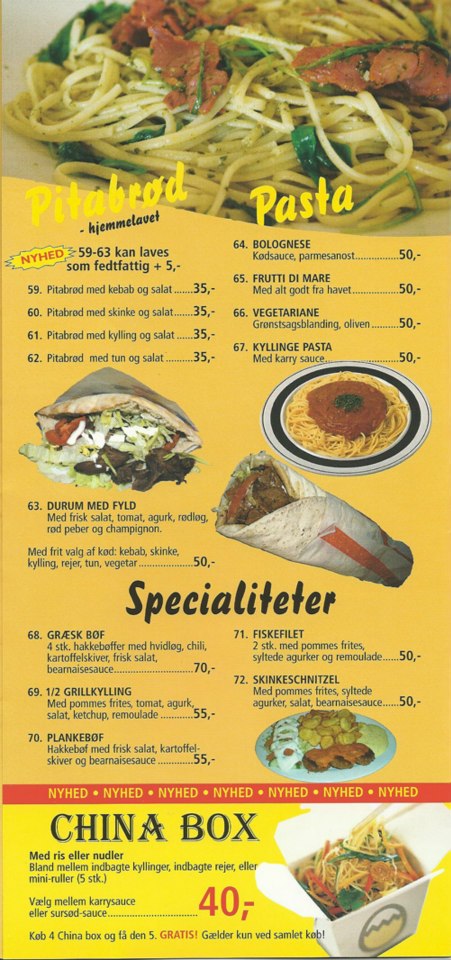 Pitabrød
- hjemmelavet
NYHED
59-63 kan laves
som fedtfattig + 5,-
59. Pitabrød med kebab og salat.......35,-
60. Pitabrød med skinke og salat......35,-
61. Pitabrød med kylling og salat.....35,-
62. Pitabrød med tun og salat..........35,-
Pasta
64. BOLOGNESE
Kødsauce, parmesanost..........50,-
65. FRUTTI DI MARE
Med alt godt fra havet............50,-
66. VEGETARIANE
Grønstsagsblanding, oliven.......50,-
67. KYLLINGE PASTA
Med karry sauce....................50,-
63. DURUM MED FYLD
Med frisk salat, tomat, agurk, rødløg,
rød peber og champignon.
Med frit valg af kød: kebab, skinke,
kylling, rejer, tun, vegetar...............50,-
Specialiteter
68. GRÆSK BØF
4 stk. hakkebøffer med hvidløg, chili,
kartoffelskiver, frisk salat,
bearnaisesauce........................70,-
69. 1/2 GRILLKYLLING
Med pommes frites, tomat, agurk,
salat, ketchup, remoulade.........55,-
70. PLANKEBØF
Hakkebøf med frisk salat, kartoffel-
skiver og bearnaisesauce..........55,-
71. FISKEFILET
2 stk. med pommes frites,
syltede agurker og remoulade.....50,-
72. SKINKESCHNITZEL
Med pommes frites, syltede
agurker, salat, bearnaisesauce.....50,-
NYHED • NYHED • NYHED • NYHED • NYHED • NYHED • NYHED • NYHED
CHINA BOX
Med ris eller nudler
Bland mellem indbagte kyllinger, indbagte rejer, eller
mini-ruller (5 stk.)
Vælg mellem karrysauce
eller sursød-sauce....................40,-
Køb 4 China box og få den 5. GRATIS! Gælder kun ved samlet køb!